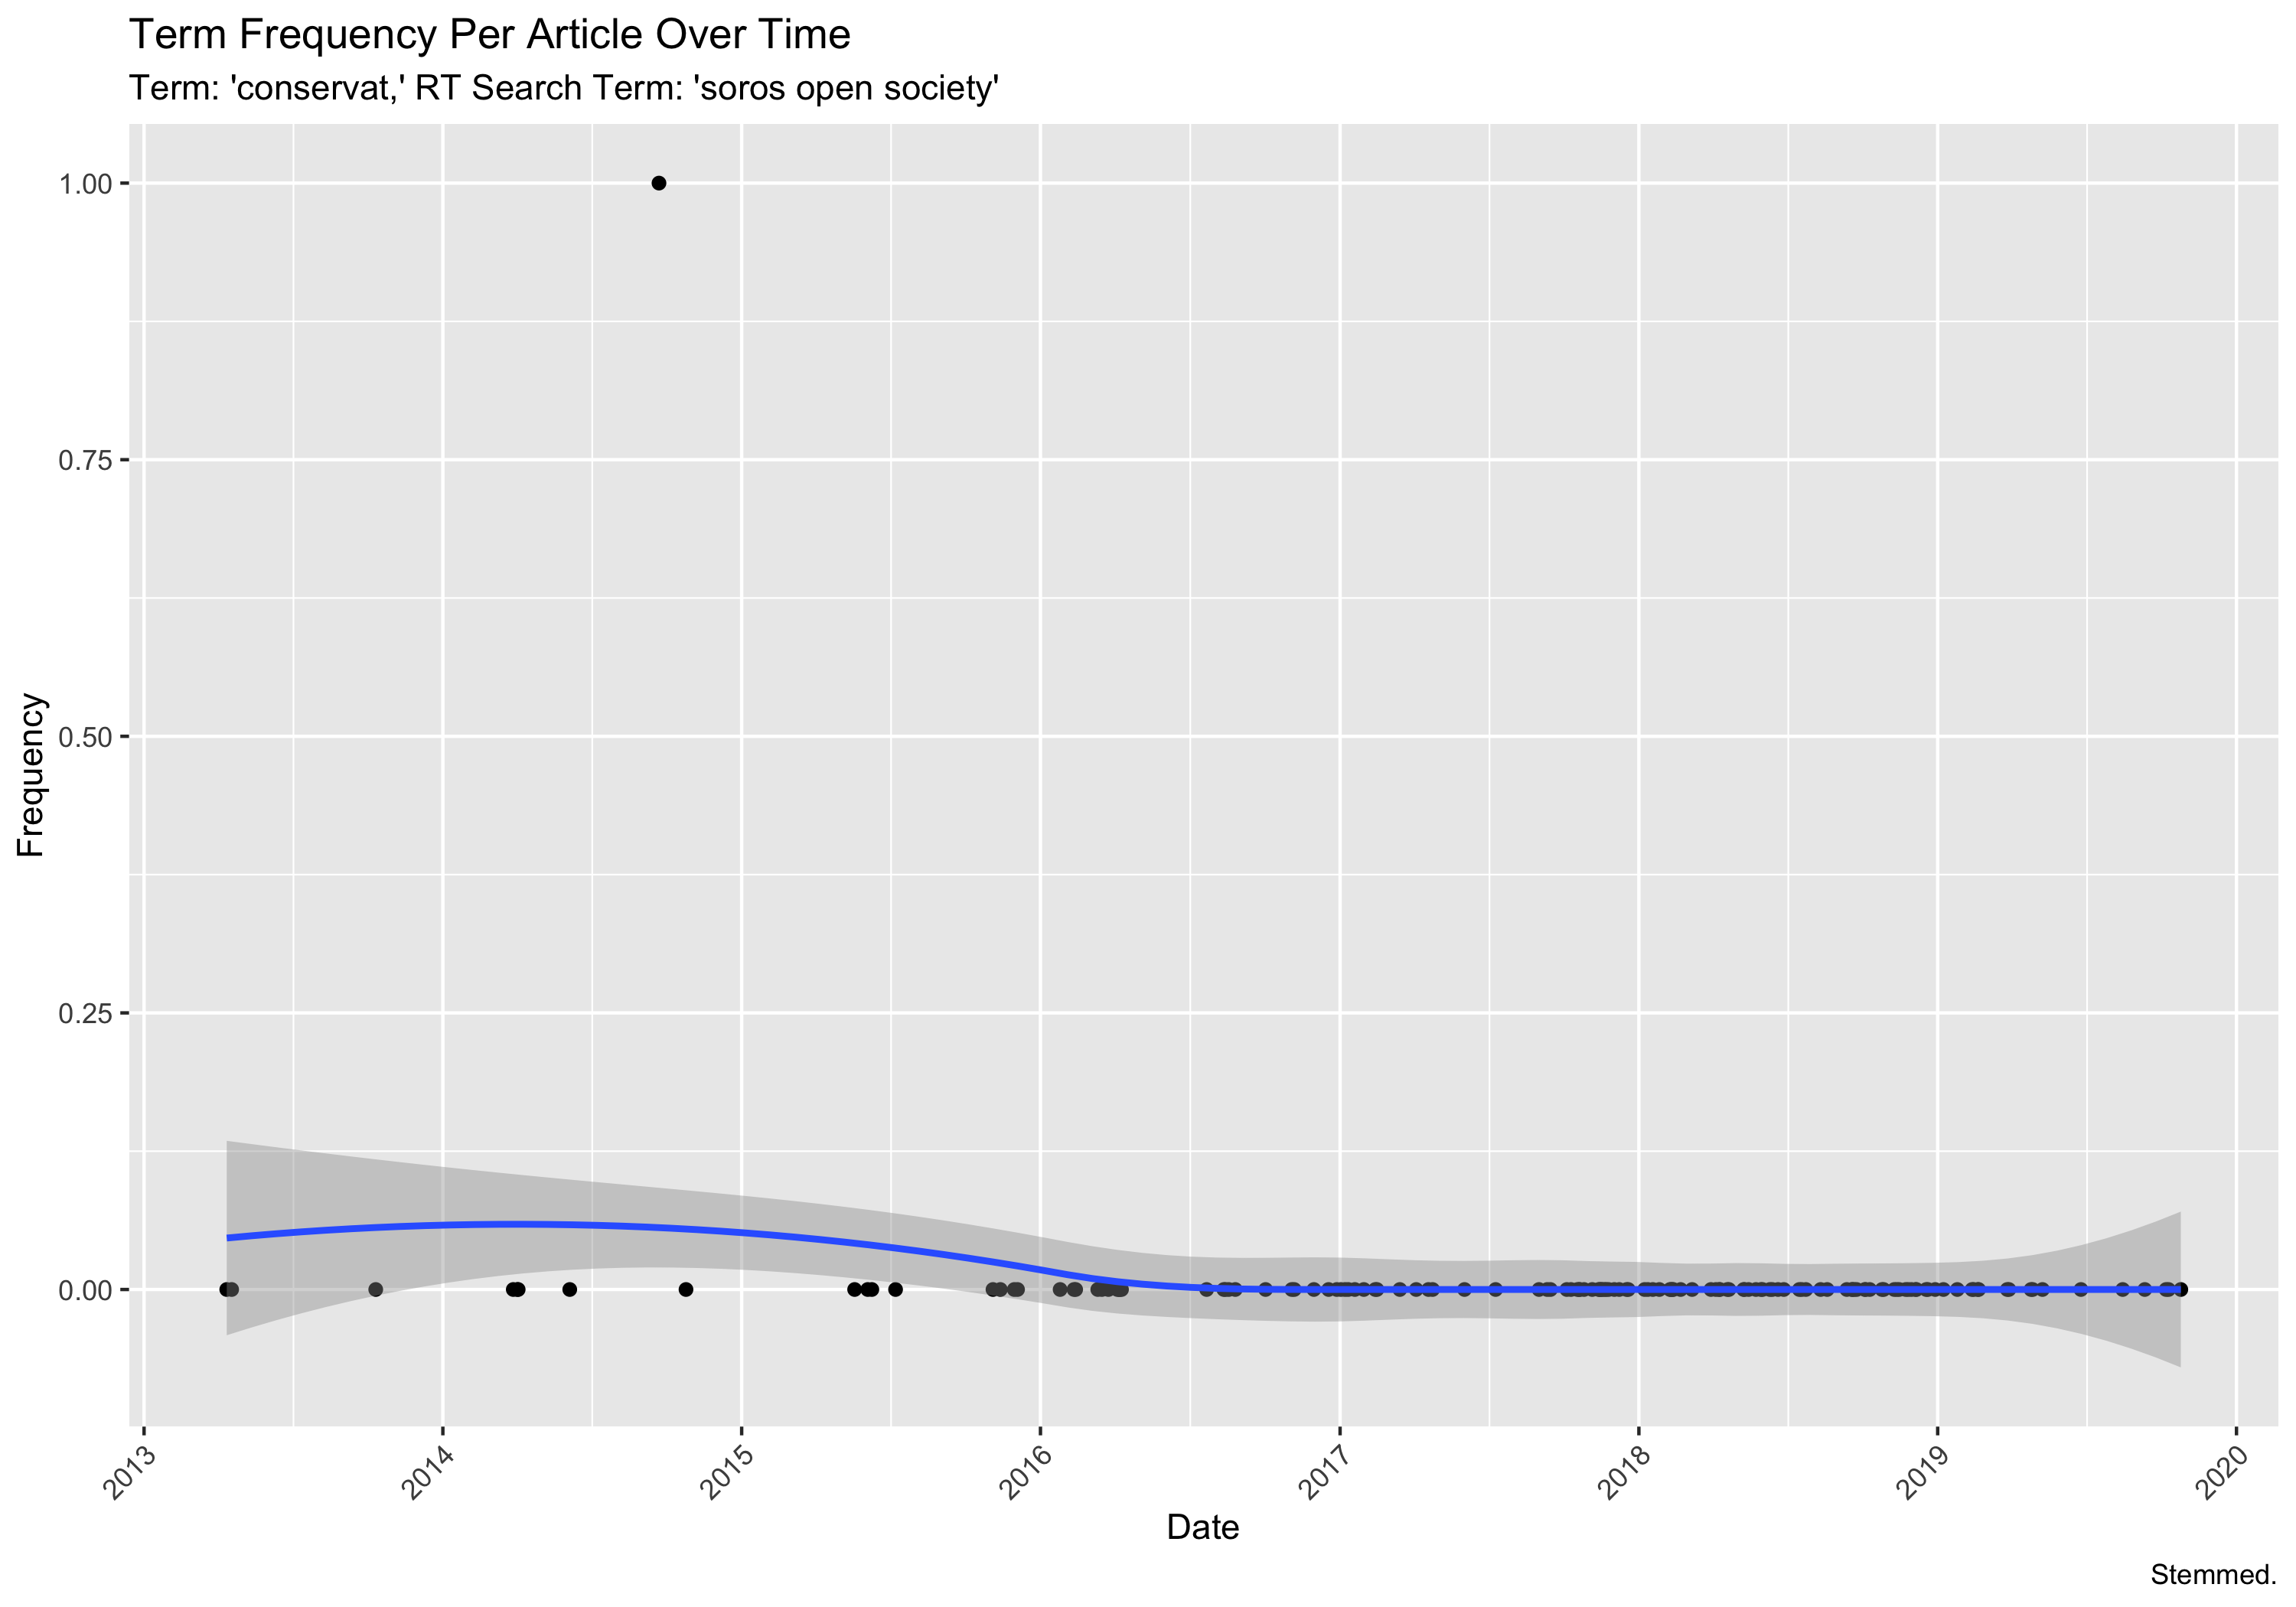 Term Frequency Per Article Over Time
Term: 'conservat,' RT Search Term: 'soros open society'
1.00
0.75
0.50
0.25
0.00
Frequency
2013
2014
2015
2016
2017
2018
2019
2020
Date
Stemmed.